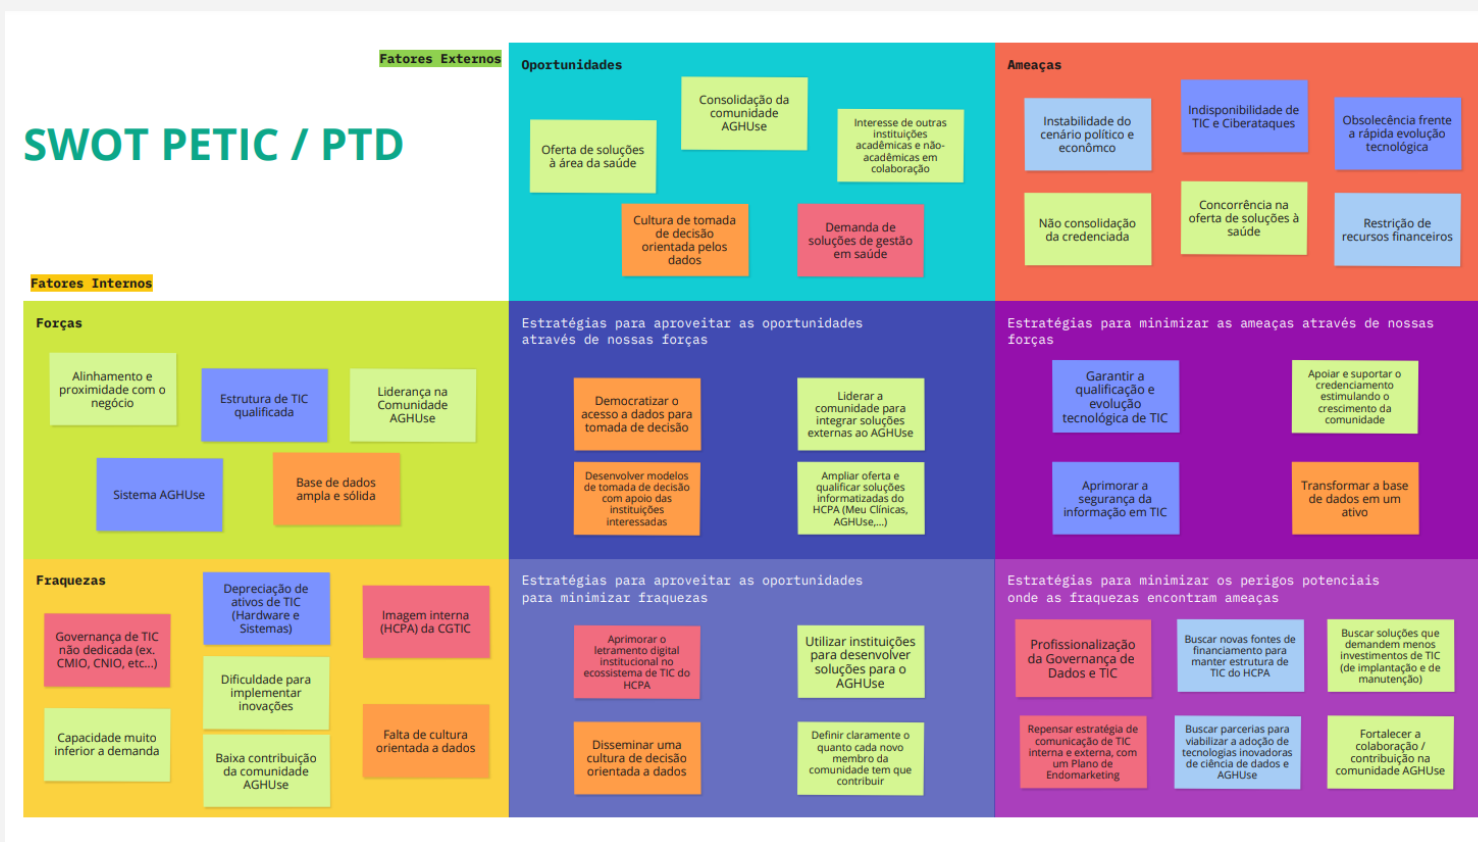 Fatores Externos
SWOT PETIC / PTD
Fatores Internos
Oportunidades
Oferta de soluções
à área da saúde
Consolidação da
comunidade
AGHUse
Interesse de outras
instituições
acadêmicas e não-
acadêmicas em
colaboração
Cultura de tomada
de decisão
orientada pelos
dados
Demanda de
soluções de gestão
em saúde
Ameaças
Instabilidade do
cenário político e
econômco
Indisponibilidade de
TIC e Ciberataques
Obsolecência frente
a rápida evolução
tecnológica
Não consolidação
da credenciada
Concorrência na
oferta de soluções à
saúde
Restrição de
recursos financeiros
Forças
Alinhamento e
proximidade com o
negócio
Estrutura de TIC
qualificada
Liderança na
Comunidade
AGHUse
Sistema AGHUse
Base de dados
ampla e sólida
Estratégias para aproveitar as oportunidades
através de nossas forças
Democratizar o
acesso a dados para
tomada de decisão
Liderar a
comunidade para
integrar soluções
externas ao AGHUse
Desenvolver modelos
de tomada de decisão
com apoio das
instituições
interessadas
Ampliar oferta e
qualificar soluções
informatizadas do
HCPA (Meu Clínicas,
AGHUse,...)
Estratégias para minimizar as ameaças através de nossas
forças
Garantir a
qualificação e
evolução
tecnológica de TIC
Apoiar e suportar o
credenciamento
estimulando o
crescimento da
comunidade
Aprimorar a
segurança da
informação em TIC
Transformar a base
de dados em um
ativo
Fraquezas
Governança de TIC
não dedicada (ex.
CMIO, CNIO, etc...)
Depreciação de
ativos de TIC
(Hardware e
Sistemas)
Imagem interna
(HCPA) da CGTIC
Dificuldade para
implementar
inovações
Capacidade muito
inferior a demanda
Baixa contribuição
da comunidade
AGHUse
Falta de cultura
orientada a dados
Estratégias para aproveitar as oportunidades
para minimizar fraquezas
Aprimorar o
letramento digital
institucional no
ecossistema de TIC do
HCPA
Utilizar instituições
para desenvolver
soluções para o
AGHUse
Disseminar uma
cultura de decisão
orientada a dados
Definir claramente o
quanto cada novo
membro da
comunidade tem que
contribuir
Estratégias para minimizar os perigos potenciais
onde as fraquezas encontram ameaças
Profissionalização
da Governança de
Dados e TIC
Buscar novas fontes de
financiamento para
manter estrutura de
TIC do HCPA
Buscar soluções que
demandem menos
investimentos de TIC
(de implantação e de
manutenção)
Repensar estratégia de
comunicação de TIC
interna e externa, com
um Plano de
Endomarketing
Buscar parcerias para
viabilizar a adoção de
tecnologias inovadoras
de ciência de dados e
AGHUse
Fortalecer a
colaboração /
contribuição na
comunidade AGHUse